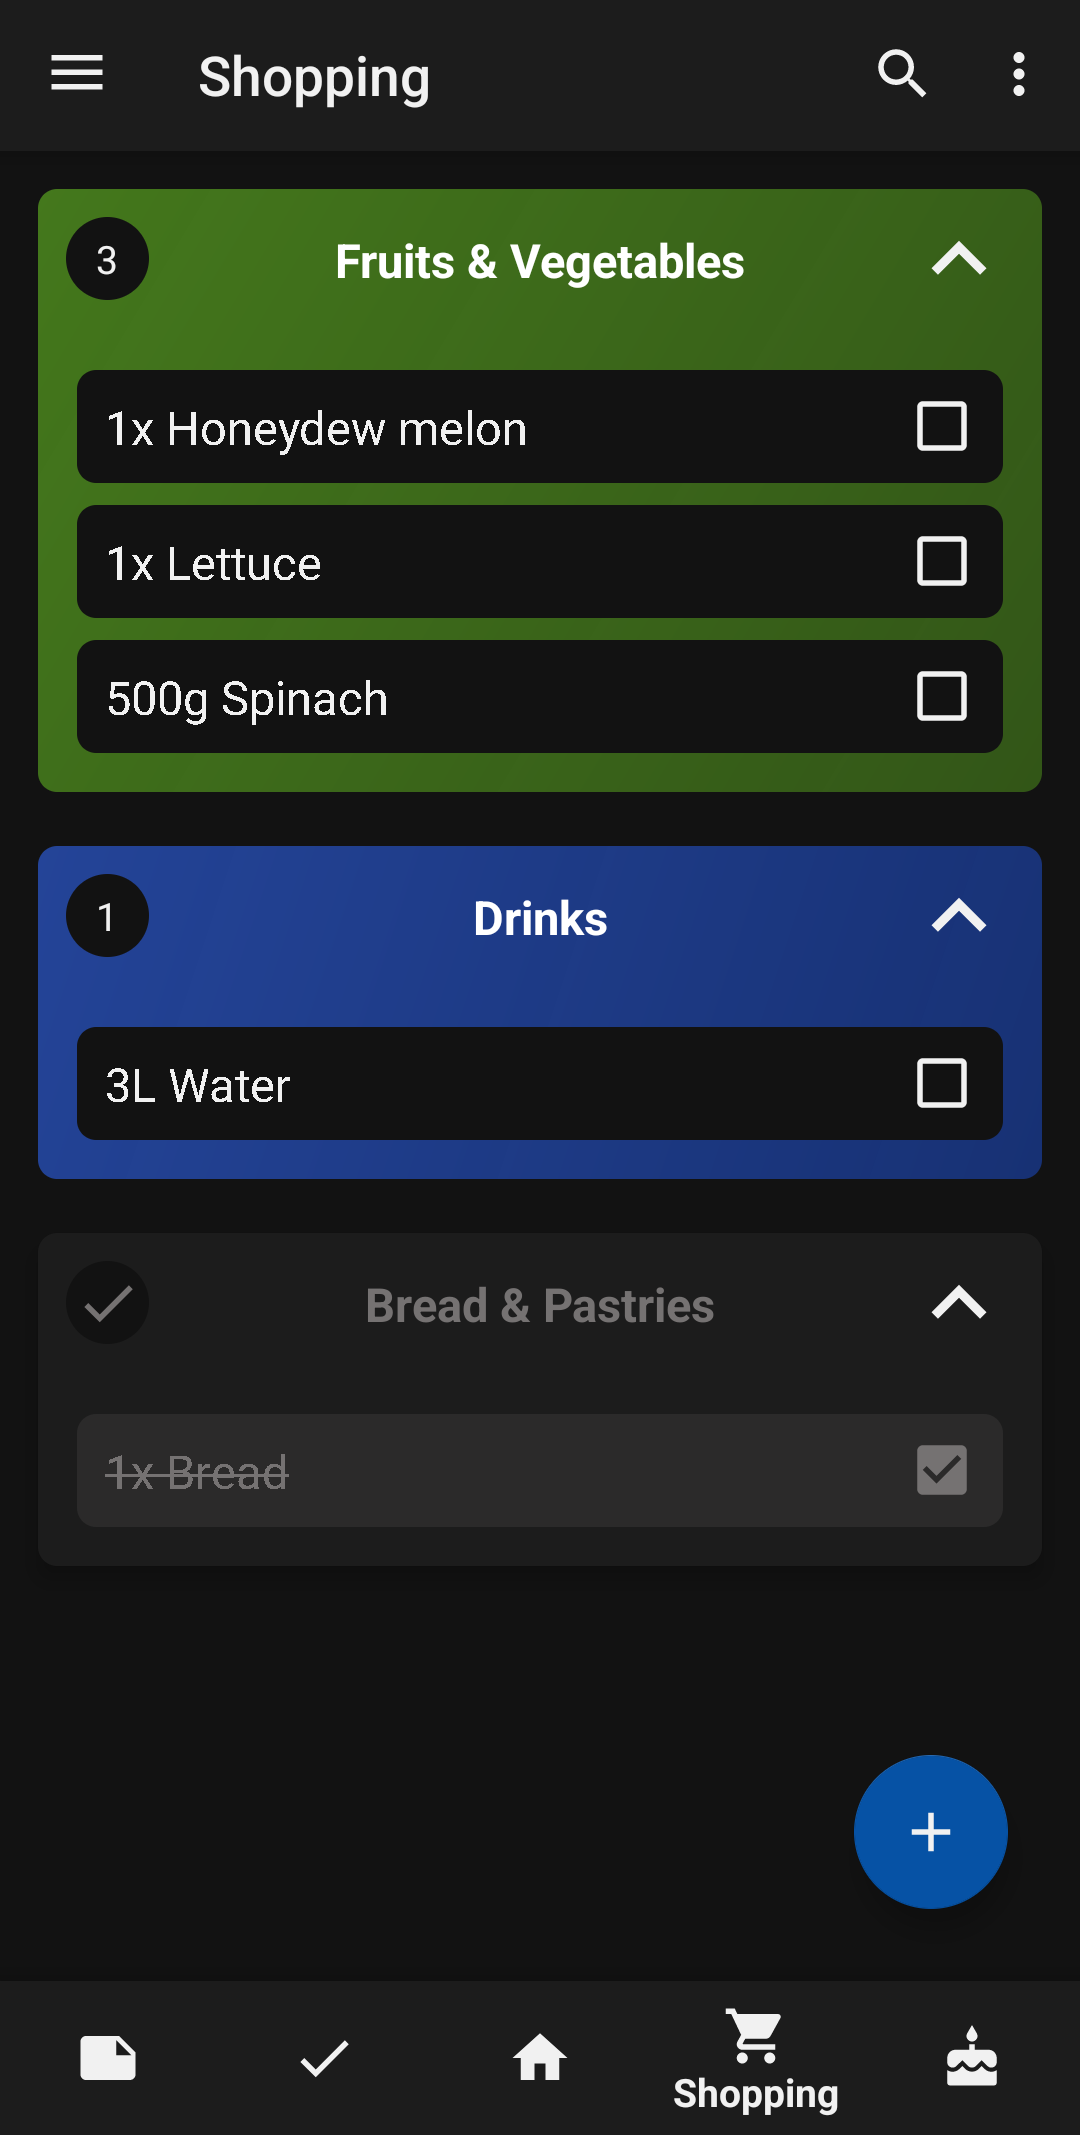 Shopping
3
Fruits & Vegetables
1x Honeydew melon
1x Lettuce
500g Spinach
1
Drinks
3L Water
Bread & Pastries
1x Bread
Shopping